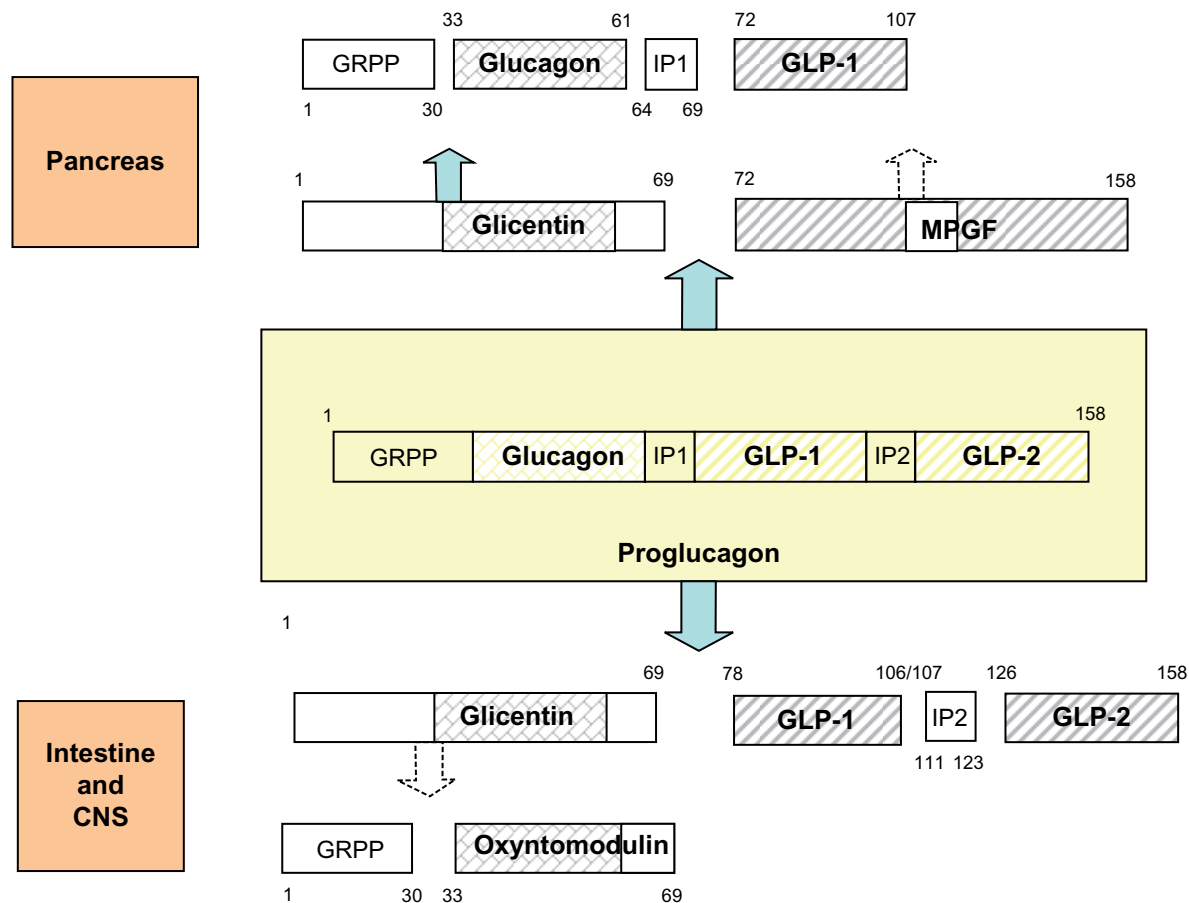 33 61 72 107
GRPP Glucagon IP1 GLP-1
1 30 64 69
Pancreas
1 69 72 158
Glicentin MPGF
1 158
GRPP Glucagon IP1 GLP-1 IP2 GLP-2
Proglucagon
1
69 78 106/107 126 158
Glicentin GLP-1 IP2 GLP-2
111 123
Intestine
and
CNS
GRPP Oxyntomodulin
1 30 33 69